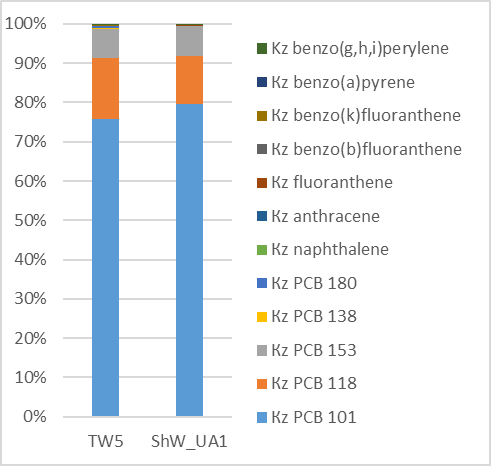 100%
90%
80%
70%
60%
50%
40%
30%
20%
10%
0%
TW5 ShW_UA1
Kz benzo(g,h,i)perylene
Kz benzo(a)pyrene
Kz benzo(k)fluoranthene
Kz benzo(b)fluoranthene
Kz fluoranthene
Kz anthracene
Kz naphthalene
Kz PCB 180
Kz PCB 138
Kz PCB 153
Kz PCB 118
Kz PCB 101